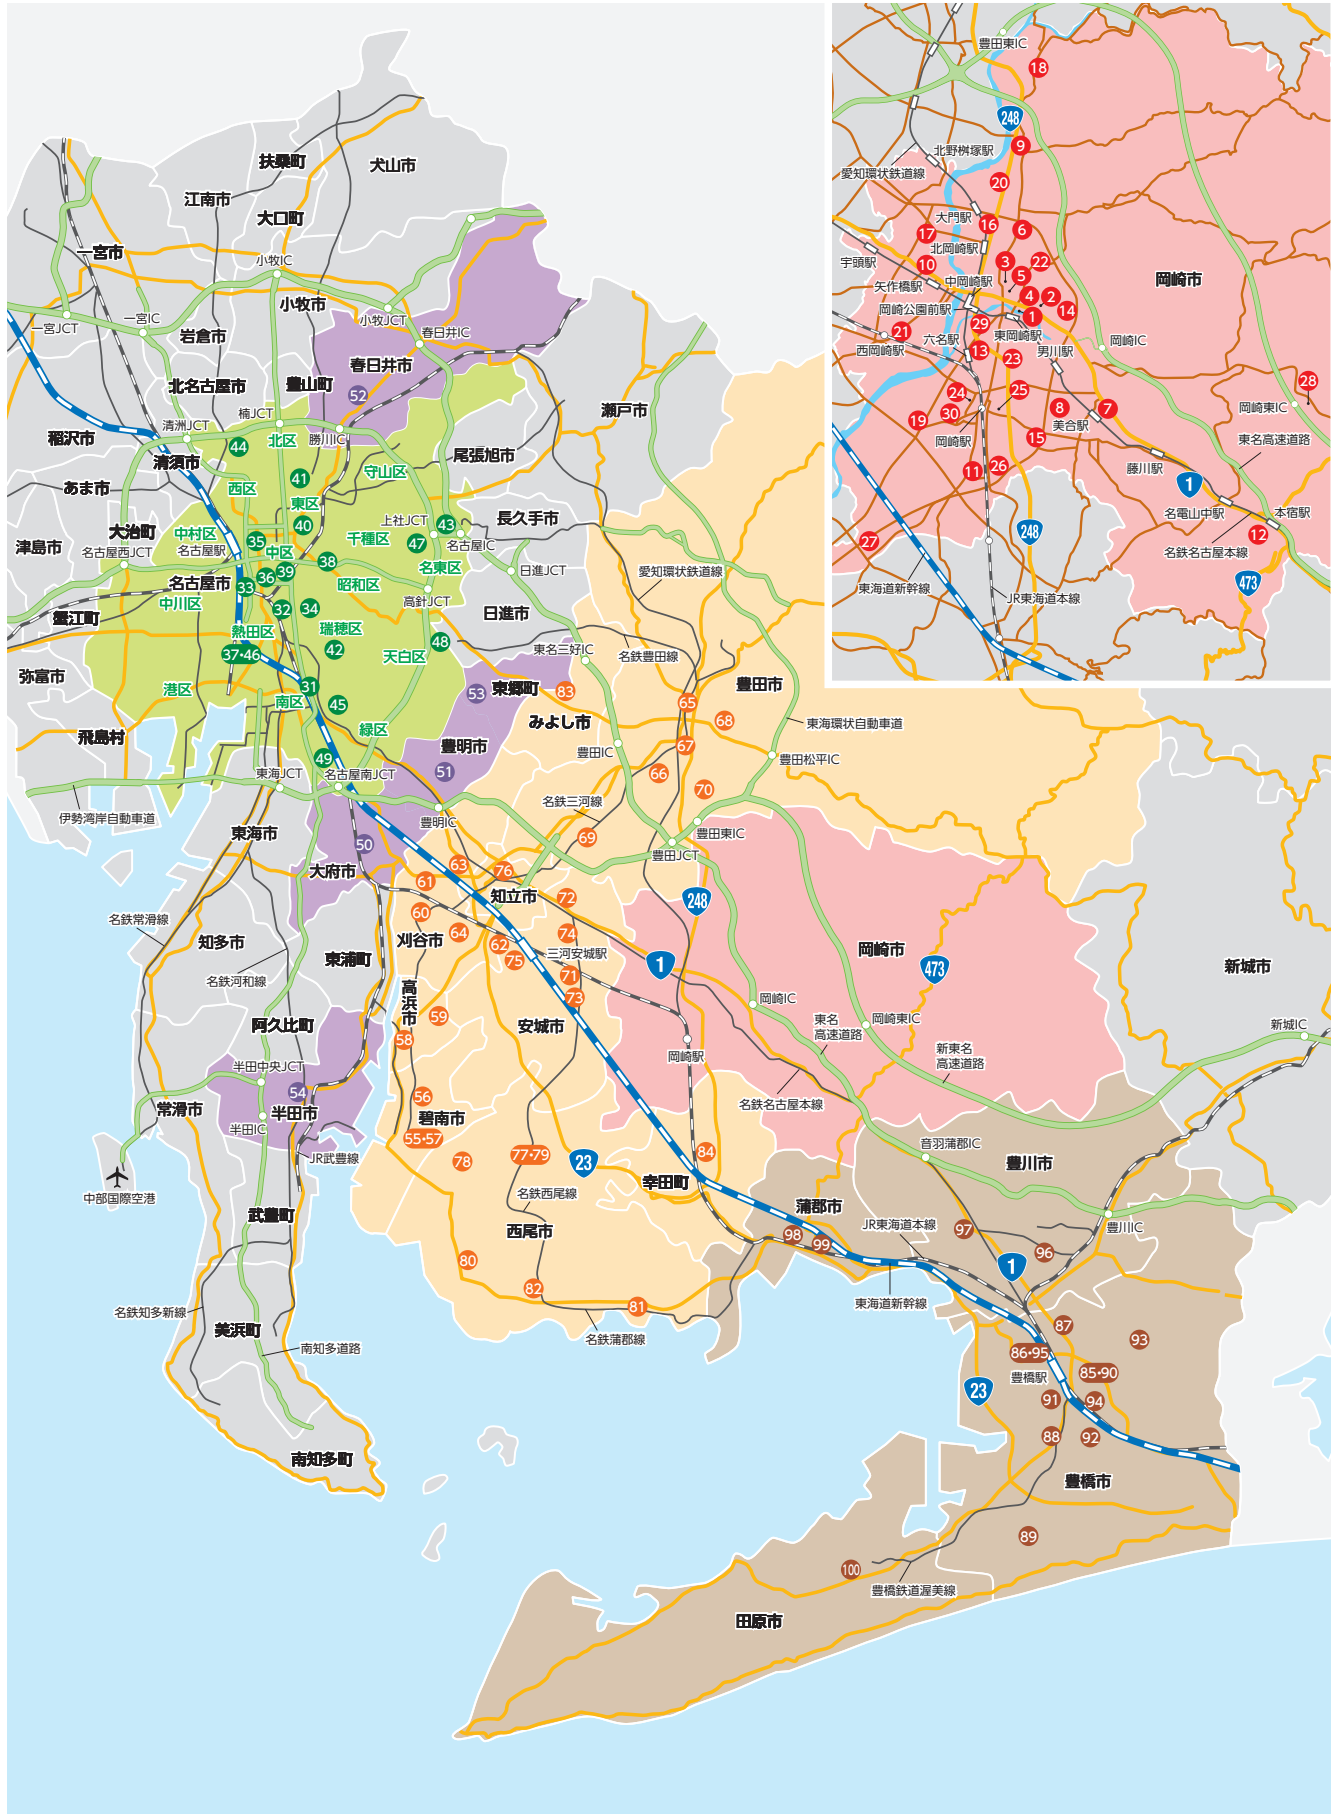 扶桑町
犬山市
江南市
大口町
一宮市
小牧IC
小牧市
一宮JCT
一宮IC
小牧JCT
岩倉市
春日井IC
春日井市
北名古屋市
豊山町
52
瀬戸市
楠JCT
清洲JCT
稲沢市
44
北区
勝川IC
清須市
尾張旭市
守山区
41
あま市
西区
東区
上社JCT
43
長久手市
大治町
中村区
40
千種区
津島市
名古屋西JCT
名古屋駅
35
中区
47
名古屋IC
38
名東区
日進JCT
愛知環状鉄道線
名古屋市
36
39
昭和区
33
中川区
高針JCT
32
34
日進市
蟹江町
熱田区
瑞穂区
37・46
42
天白区
48
東名三好IC
名鉄豊田線
弥富市
港区
31
南区
45
53
東郷町
83
豊田市
65
みよし市
68
東海環状自動車道
飛島村
緑区
豊明市
67
豊田IC
49
51
66
豊田松平IC
東海JCT
名古屋南JCT
70
名鉄三河線
伊勢湾岸自動車道
豊明IC
東海市
50
69
豊田東IC
豊田JCT
大府市
63
76
61
知立市
72
248
名鉄常滑線
60
知多市
刈谷市
64
62
74
岡崎市
東浦町
75
三河安城駅
1
473
新城市
名鉄河和線
71
高浜市
73
岡崎IC
阿久比町
59
安城市
東名
高速道路
岡崎東IC
新城IC
58
半田中央JCT
岡崎駅
新東名
高速道路
54
56
常滑市
半田市
碧南市
名鉄名古屋本線
半田IC
55・57
JR武豊線
77・79
84
音羽蒲郡IC
78
23
豊川市
中部国際空港
幸田町
名鉄西尾線
蒲郡市
武豊町
西尾市
JR東海道本線
97
豊川IC
98
99
96
80
1
82
東海道新幹線
名鉄知多新線
81
美浜町
名鉄蒲郡線
87
93
南知多道路
86・95
豊橋駅
85・90
23
91
94
88
92
南知多町
豊橋市
89
100
豊橋鉄道渥美線
田原市
豊田東IC
18
248
9
北野桝塚駅
愛知環状鉄道線
20
大門駅
16
17
6
北岡崎駅
宇頭駅
10
3
22
中岡崎駅
5
岡崎市
矢作橋駅
4
2
岡崎公園前駅
14
1
29
東岡崎駅
21
六名駅
西岡崎駅
13
23
男川駅
岡崎IC
28
24
25
岡崎東IC
30
8
7
19
岡崎駅
美合駅
15
東名高速道路
11
26
藤川駅
1
名電山中駅
本宿駅
12
27
248
名鉄名古屋本線
東海道新幹線
473
JR東海道本線